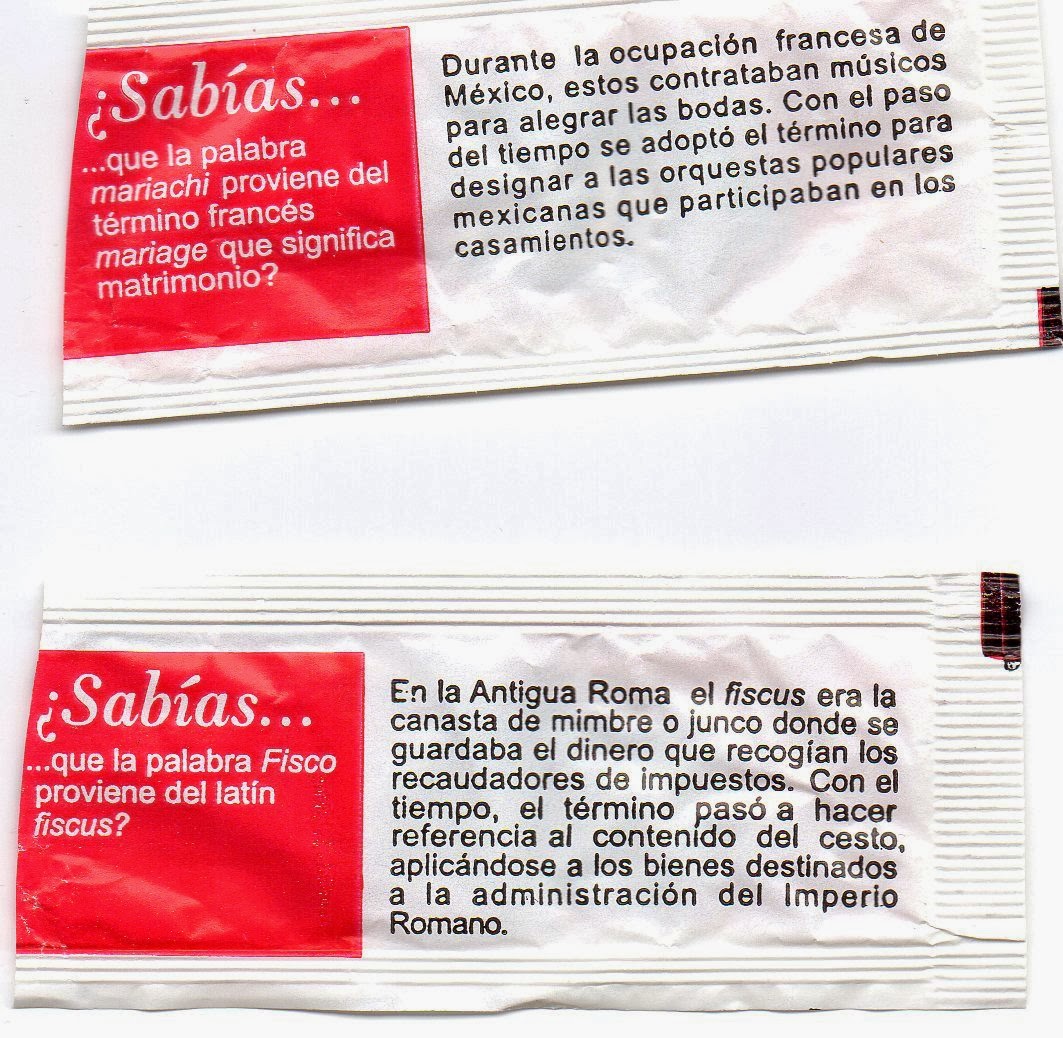 ¿Sabías...
...que la palabra
mariachi proviene del
término francés
mariage que significa
matrimonio?
Durante la ocupación francesa de
México, estos contrataban músicos
para alegrar las bodas. Con el paso
del tiempo se adoptó el término para
designar a las orquestas populares
mexicanas que participaban en los
casamientos.
¿Sabías...
...que la palabra Fisco
proviene del latín
fiscus?
En la Antigua Roma el fiscus era la
canasta de mimbre o junco donde se
guardaba el dinero que recogían los
recaudadores de impuestos. Con el
tiempo, el término pasó a hacer
referencia al contenido del cesto,
aplicándose a los bienes destinados
a la administración del Imperio
Romano.